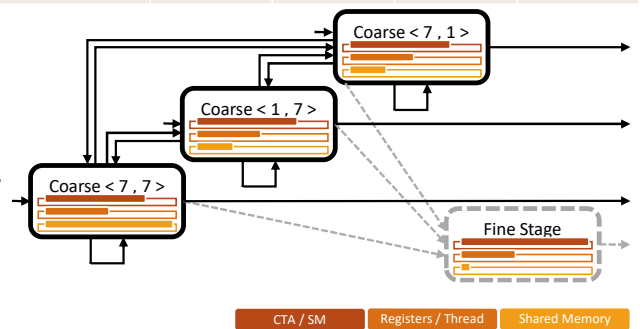 Coarse < 7 , 1 >
Coarse < 1 , 7 >
Coarse < 7 , 7 >
Fine Stage
CTA / SM
Registers / Thread
Shared Memory